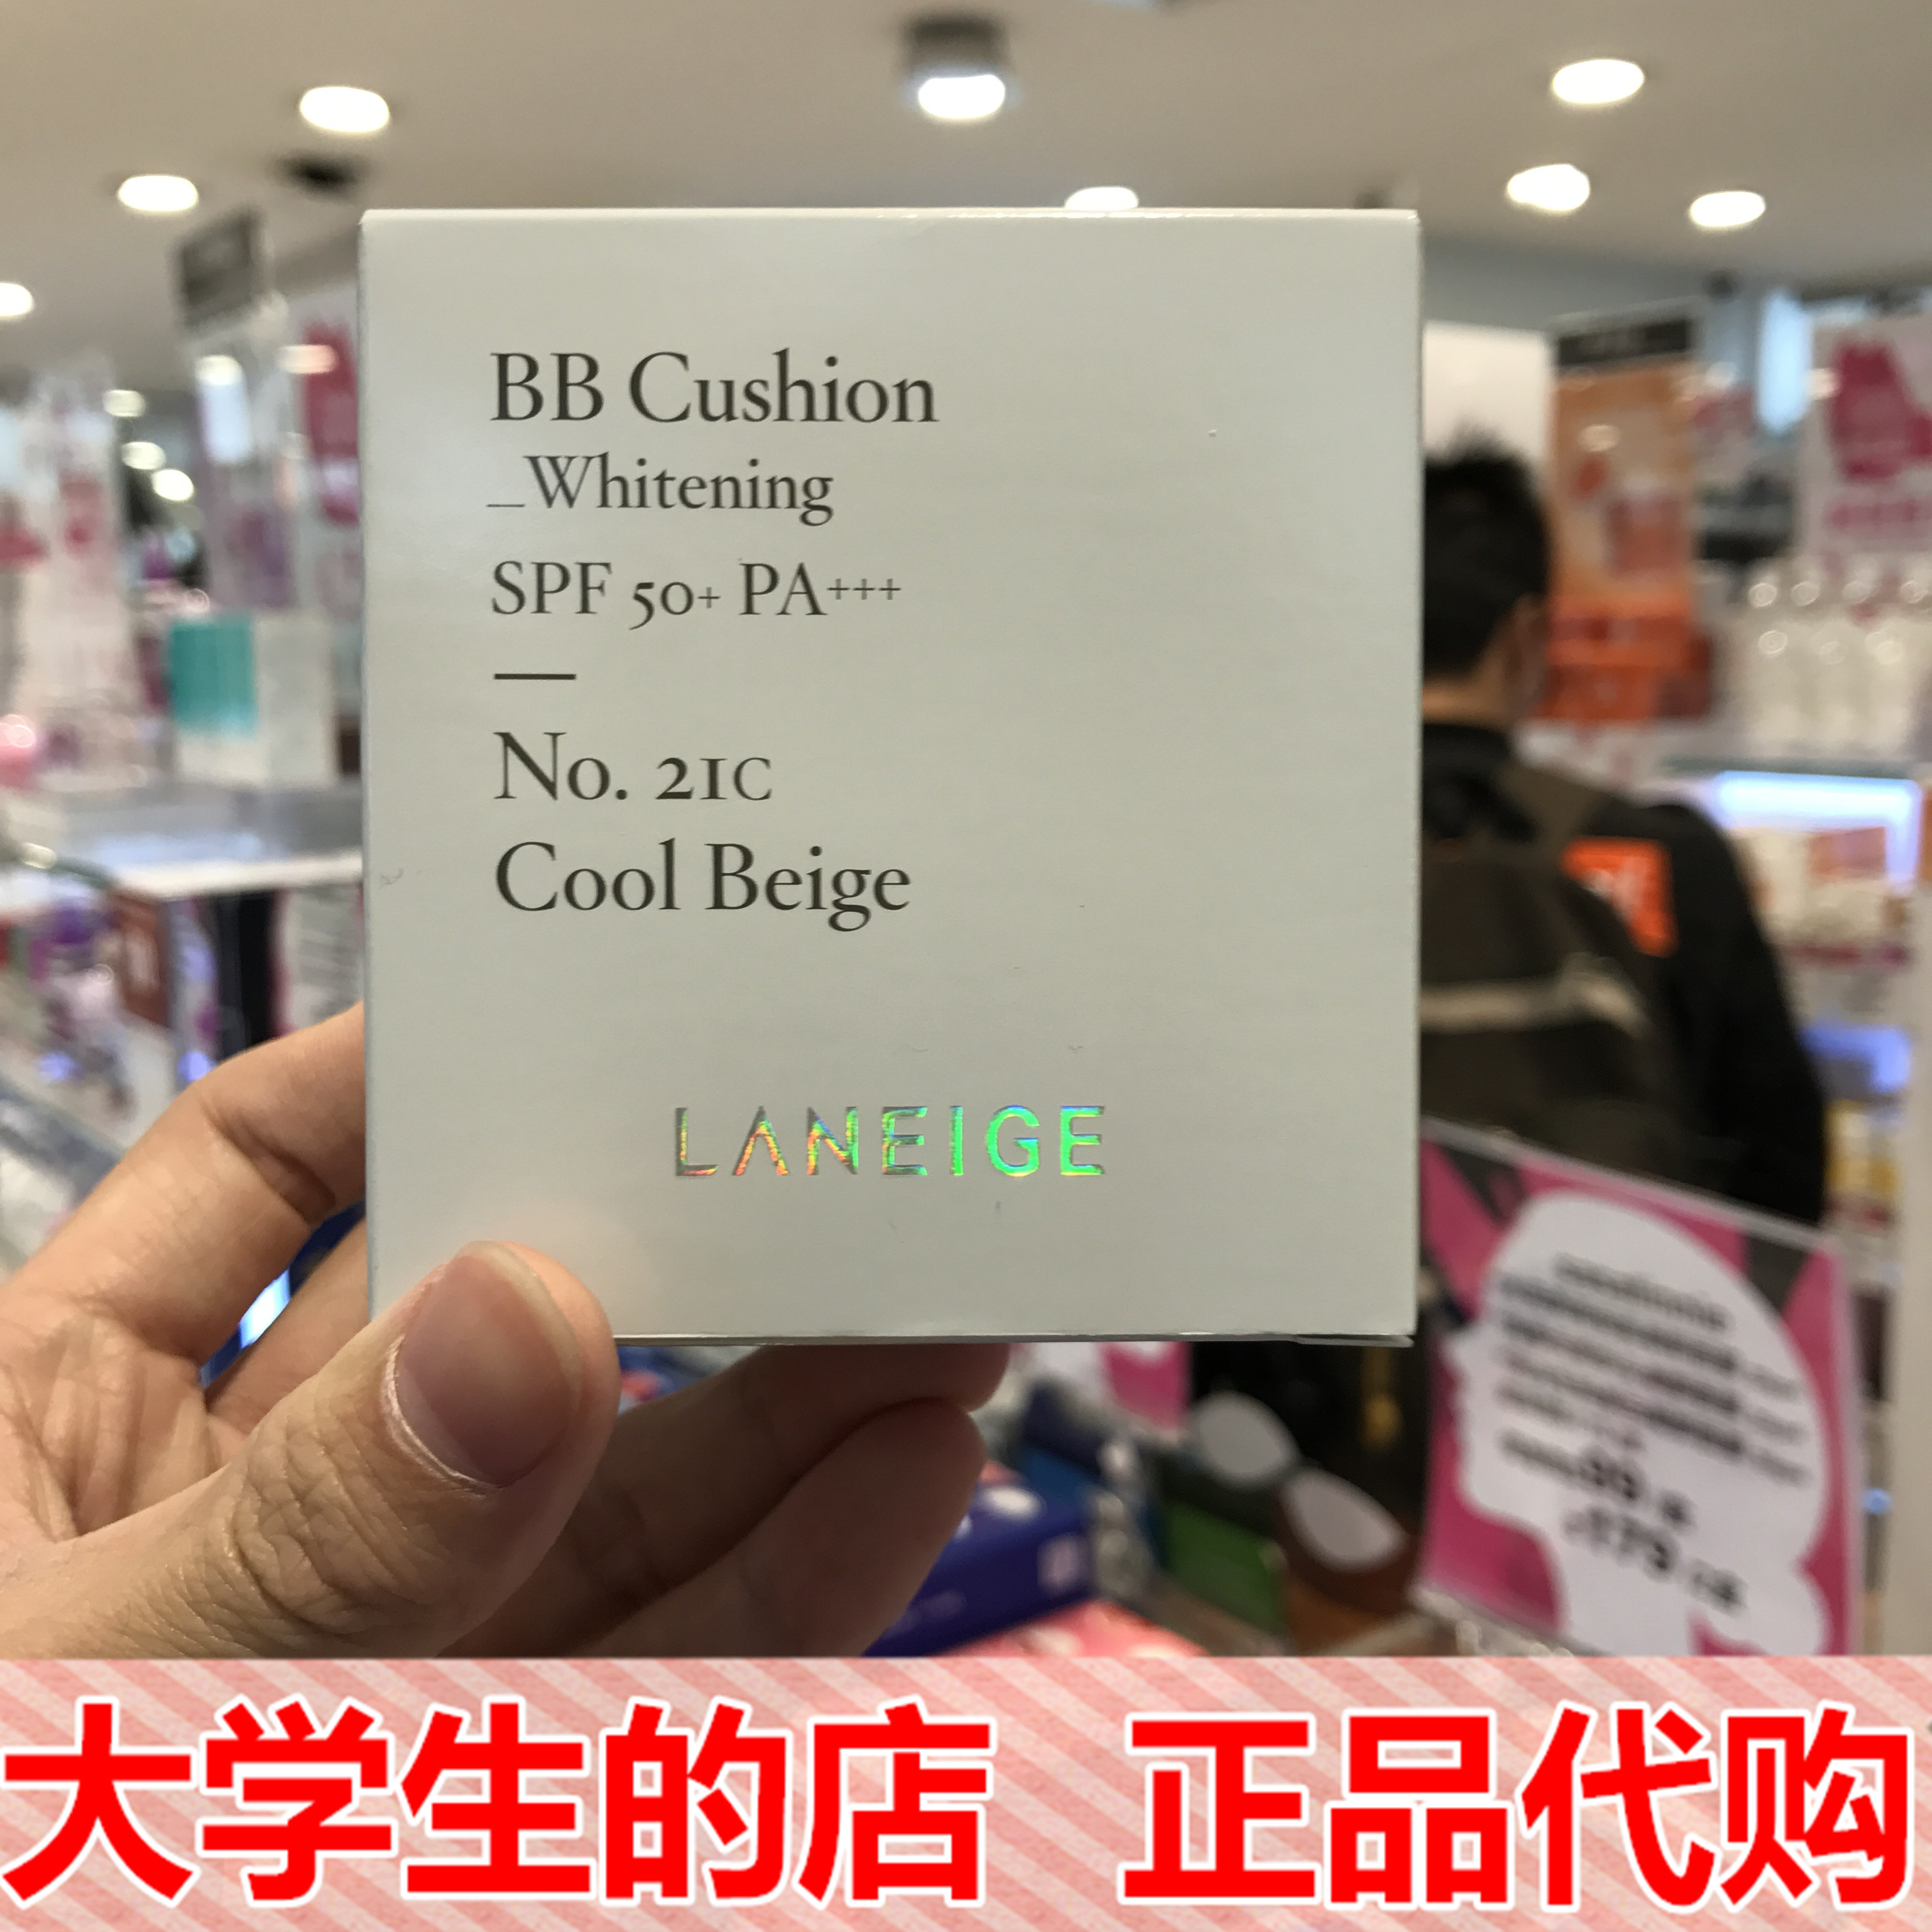 BB Cushion
_Whitening
SPF 50+ PA+++
No. 21C
Cool Beige
LANEIGE
大学生的店 正品代购